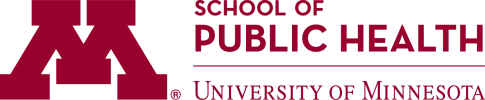 M®
SCHOOL OF
PUBLIC HEALTH
UNIVERSITY OF MINNESOTA